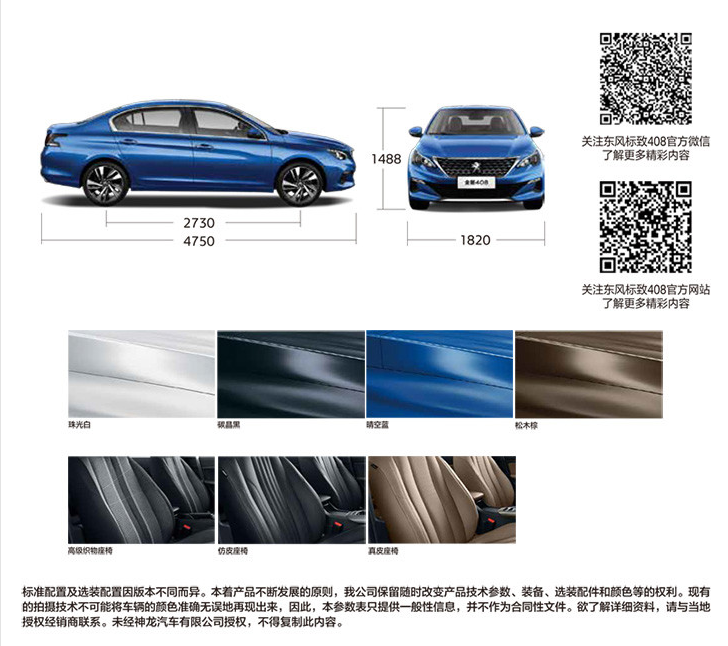 关注东风标致408官方微信
了解更多精彩内容
1488
全新408
2730
4750
1820
关注东风标致408官方网站
了解更多精彩内容
珠光白
碳晶黑
晴空蓝
松木棕
高级织物座椅
仿皮座椅
真皮座椅
标准配置及选装配置因版本不同而异。本着产品不断发展的原则，我公司保留随时改变产品技术参数、装备、选装配件和颜色等的权利。现有
的拍摄技术不可能将车辆的颜色准确无误地再现出来，因此，本参数表只提供一般性信息，并不作为合同性文件。欲了解详细资料，请与当地
授权经销商联系。未经神龙汽车有限公司授权，不得复制此内容。